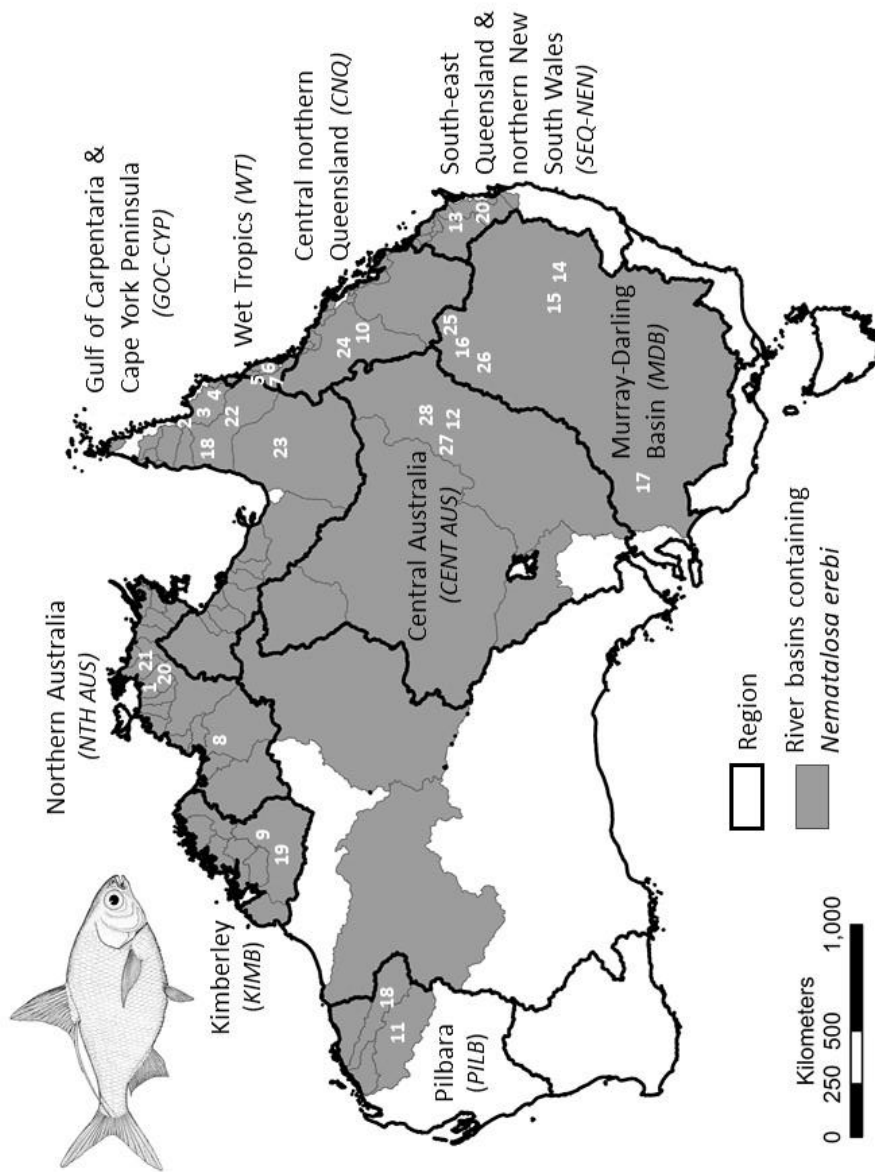 Northern Australia
(NTH AUS)
Gulf of Carpentaria &
Cape York Peninsula
(GOC-CYP)
Kimberley
(KIMB)
Wet Tropics (WT)
Central northern
Queensland (CNQ)
South-east
Queensland &
northern New
South Wales
(SEQ-NEN)
Pilbara
(PILB)
Central Australia
(CENT AUS)
Murray-Darling
Basin (MDB)
1
21
20
8
9
19
18
11
2
3
4
18
22
23
5
6
7
24
10
13
20
25
16
26
28
27
12
15
14
17
Region
River basins containing
Nematalosa erebi
Kilometers
0 250 500 1,000